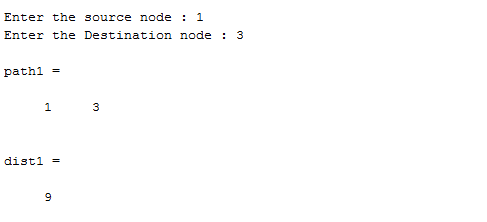 Enter the source node : 1
Enter the Destination node : 3
path1 =
1 3
dist1 =
9